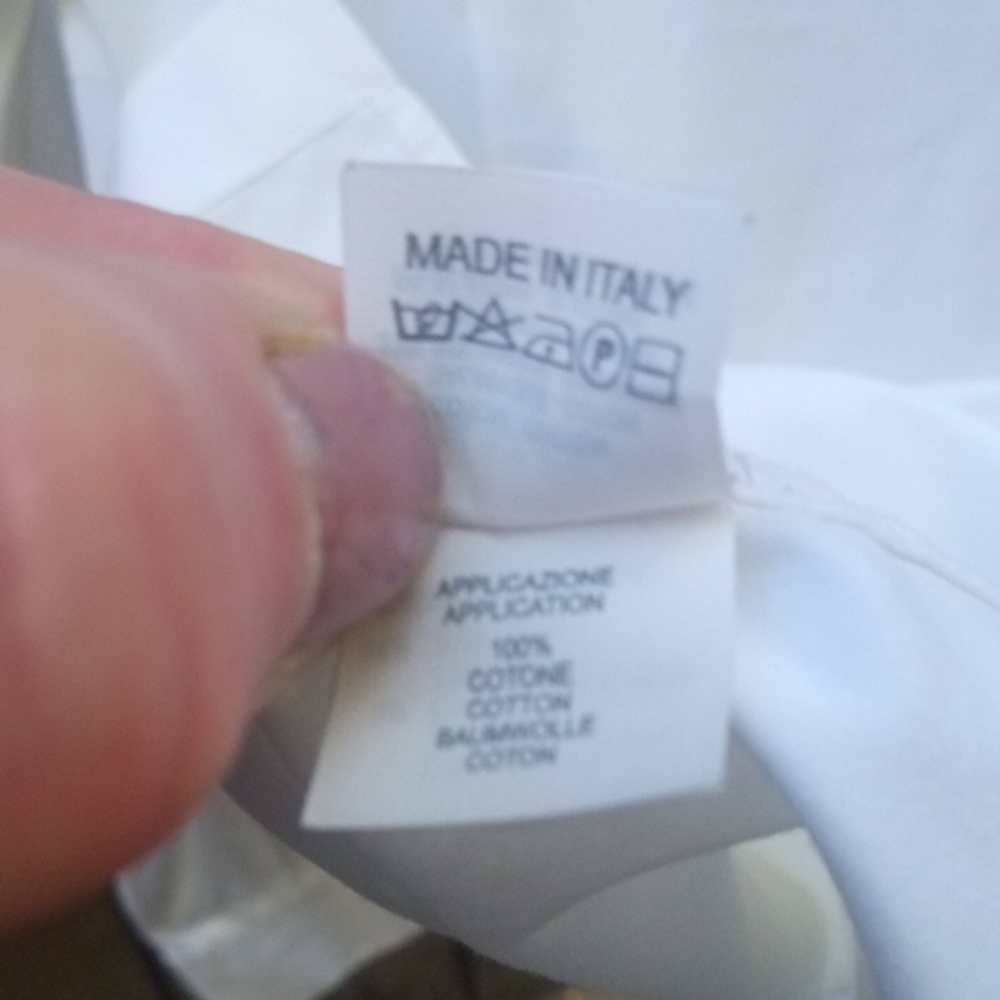 MADE IN ITALY
P
APPLICAZIONE
APPLICATION
100%
COTONE
COTTON
BAUMWOLLE
COTON